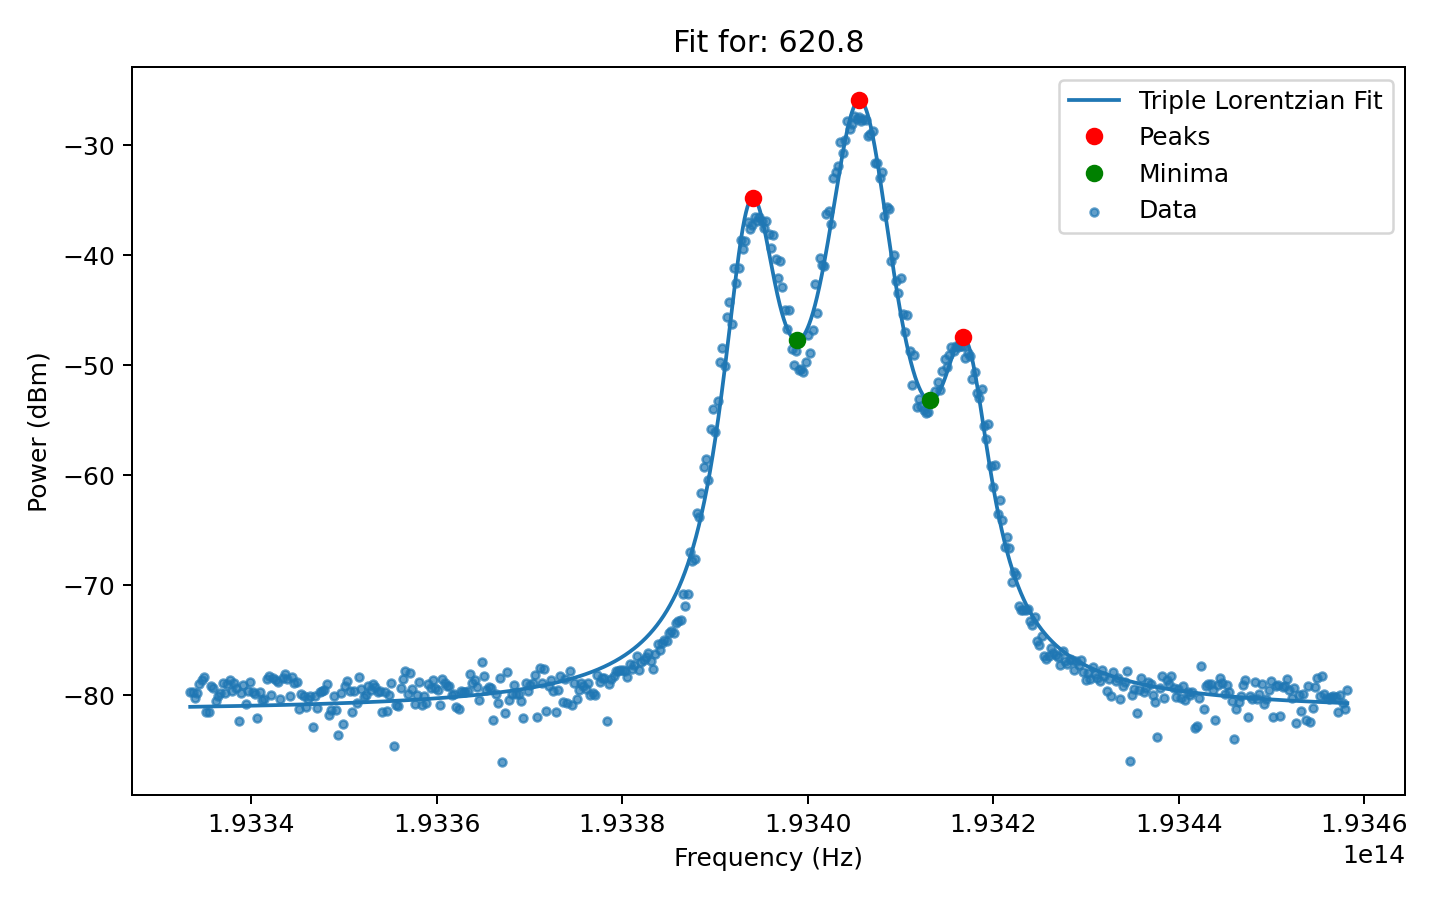 Fit for: 620.8
Triple Lorentzian Fit
Peaks
Minima
Data
Power (dBm)
−30
−40
−50
−60
−70
−80
1.9334 1.9336 1.9338 1.9340 1.9342 1.9344 1.9346
1e14
Frequency (Hz)